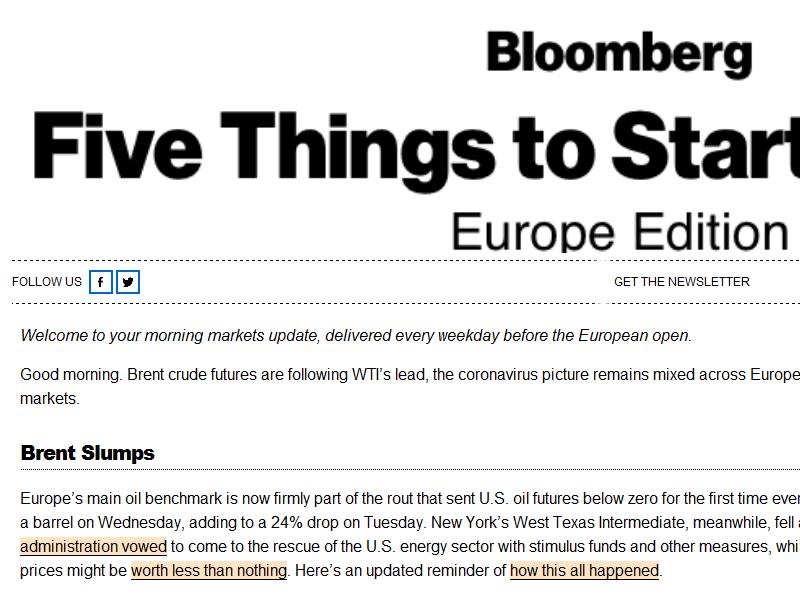 Bloomberg
Five Things to Start
Europe Edition
FOLLOW US
GET THE NEWSLETTER
Welcome to your morning markets update, delivered every weekday before the European open.
Good morning. Brent crude futures are following WTI's lead, the coronavirus picture remains mixed across Europe
markets.
Brent Slumps
Europe's main oil benchmark is now firmly part of the rout that sent U.S. oil futures below zero for the first time ever
a barrel on Wednesday, adding to a 24% drop on Tuesday. New York's West Texas Intermediate, meanwhile, fell
administration vowed to come to the rescue of the U.S. energy sector with stimulus funds and other measures,
prices might be worth less than nothing. Here's an updated reminder of how this all happened.